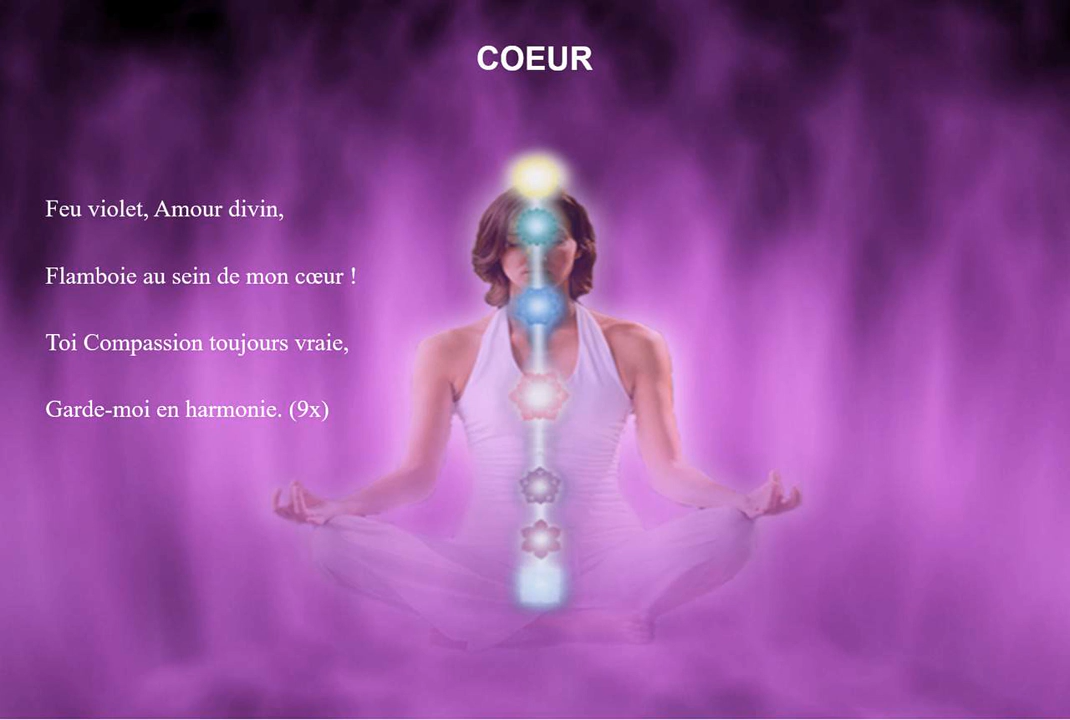 COEUR
Feu violet, Amour divin,
Flamboie au sein de mon cœur !
Toi Compassion toujours vraie,
Garde-moi en harmonie. (9x)